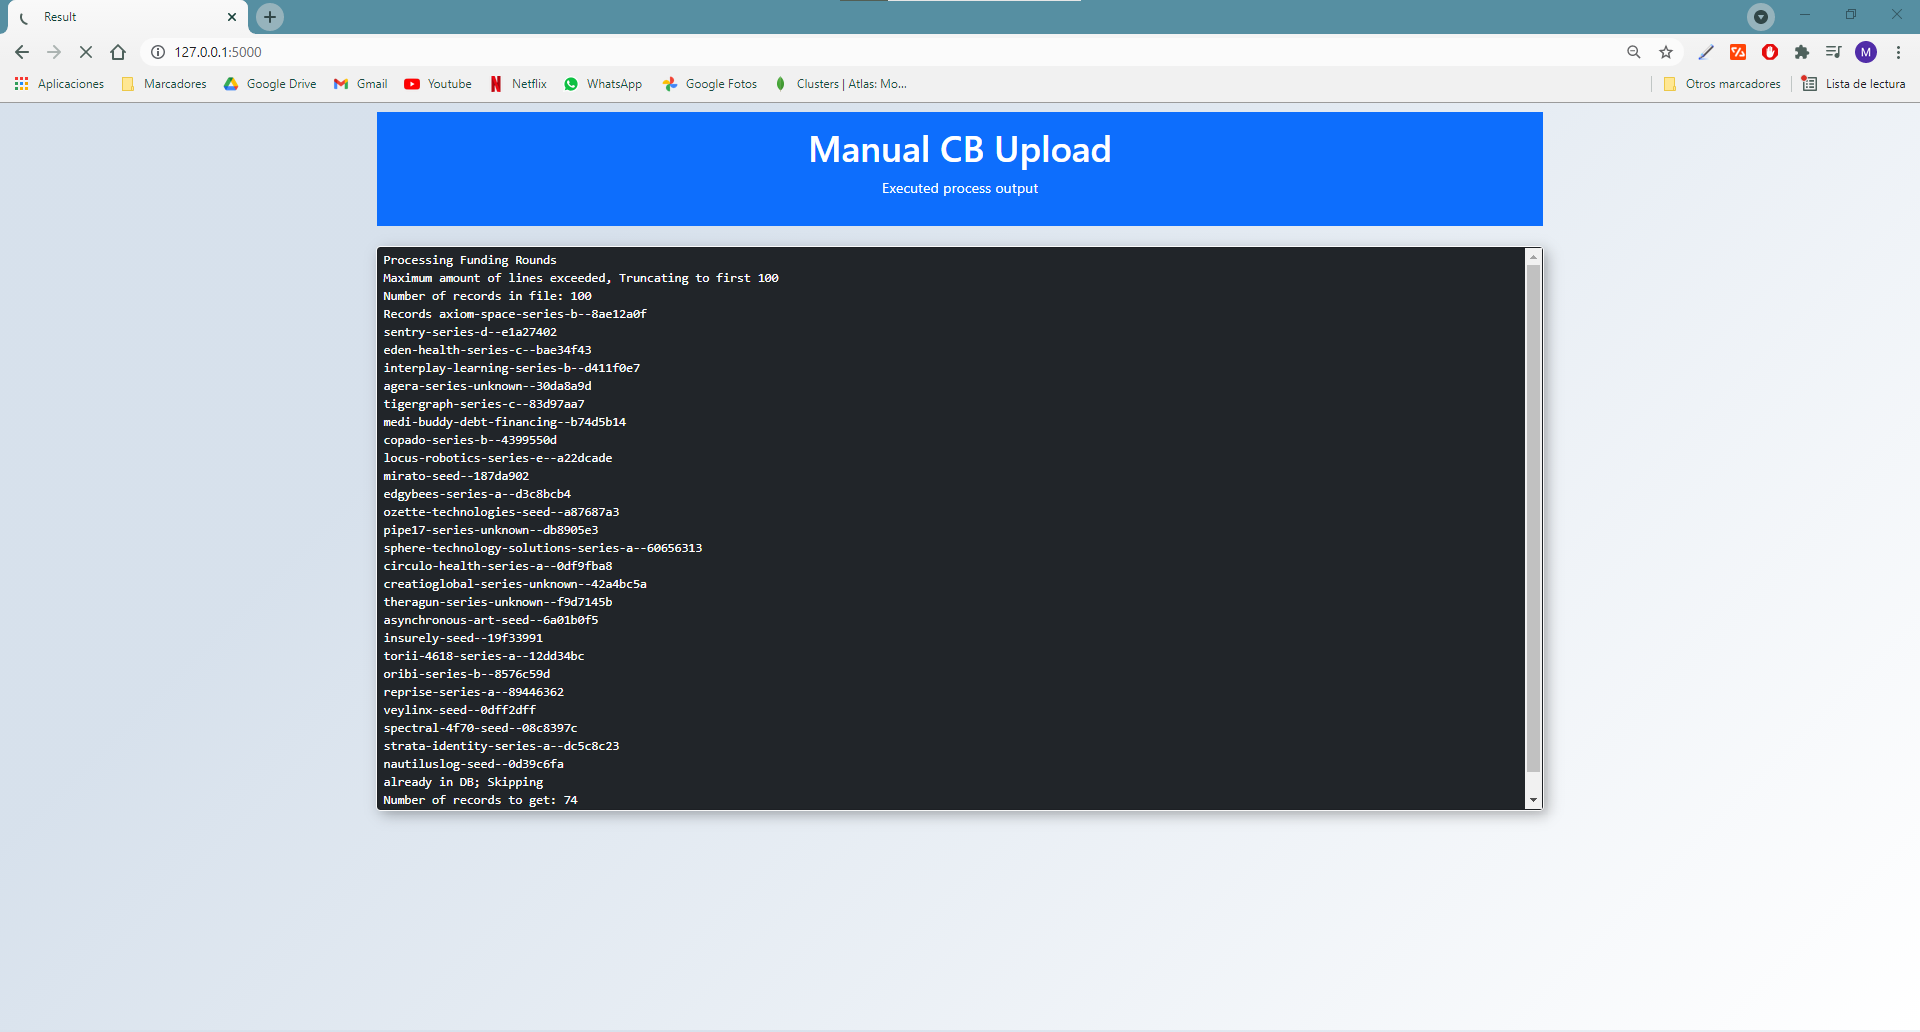 Result
127.0.0.1:5000
M
Aplicaciones
Marcadores
Google Drive
Gmail
Youtube
Netflix
WhatsApp
Google Fotos
Clusters | Atlas: Mo...
Otros marcadores
Lista de lectura
Manual CB Upload
Executed process output
Processing Funding Rounds
Maximum amount of lines exceeded, Truncating to first 100
Number of records in file: 100
Records axiom-space-series-b--8ae12a0f
sentry-series-d--e1a27402
eden-health-series-c--bae34f43
interplay-learning-series-b--d411f0e7
agera-series-unknown--30da8a9d
tigergraph-series-c--83d97aa7
medi-buddy-debt-financing--b74d5b14
copado-series-b--4399550d
locus-robotics-series-e--a22dcade
mirato-seed--187da902
edgybees-series-a--d3c8bcb4
ozette-technologies-seed--a87687a3
pipe17-series-unknown--db8905e3
sphere-technology-solutions-series-a--60656313
circulo-health-series-a--0df9fba8
creatioglobal-series-unknown--42a4bc5a
theragun-series-unknown--f9d7145b
asynchronous-art-seed--6a01b0f5
insurely-seed--19f33991
torii-4618-series-a--12dd34bc
oribi-series-b--8576c59d
reprise-series-a--89446362
veylinx-seed--0dff2dff
spectral-4f70-seed--08c8397c
strata-identity-series-a--dc5c8c23
nautiluslog-seed--0d39c6fa
already in DB; Skipping
Number of records to get: 74